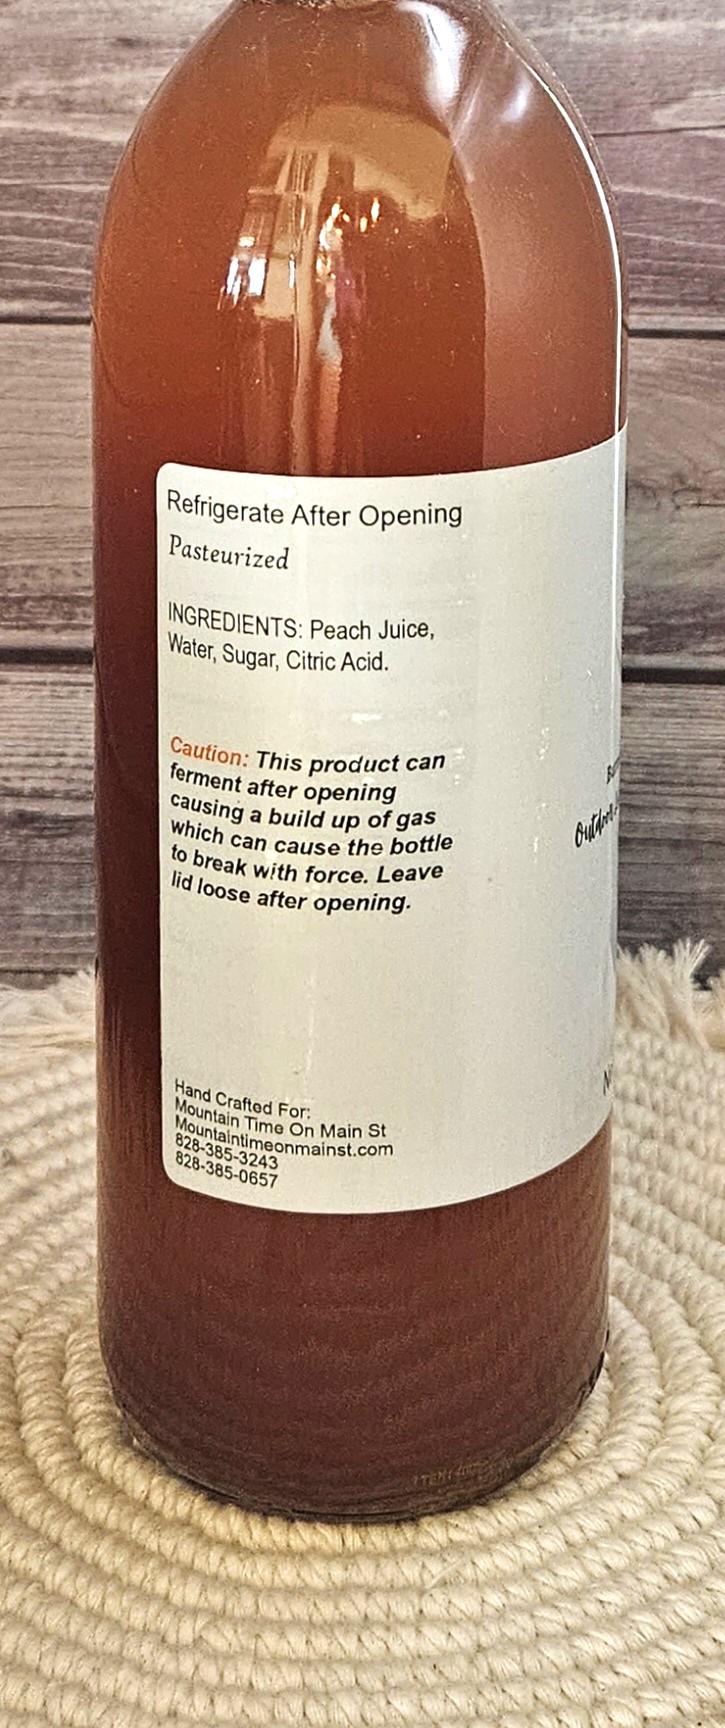 Refrigerate After Opening
Pasteurized
INGREDIENTS: Peach Juice,
Water, Sugar, Citric Acid.
Caution: This product can
ferment after opening
causing a build up of gas
which can cause the bottle
to break with force. Leave
lid loose after opening.
Hand Crafted For:
Mountain Time On Main St
Mountaintimeonmainst.com
828-385-3243
828-385-0657
Outdoor